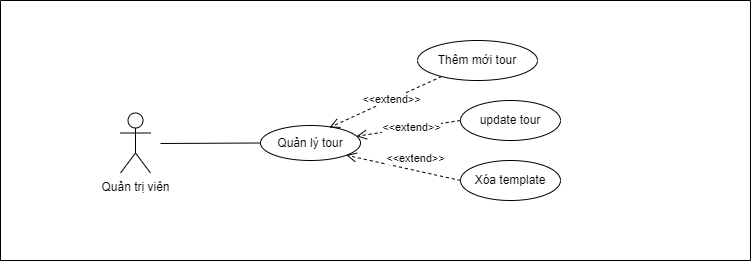 Thêm mới tour
<<extend>>
update tour
<<extend>>
Quản lý tour
<<extend>>
Xóa template
Quản trị viên